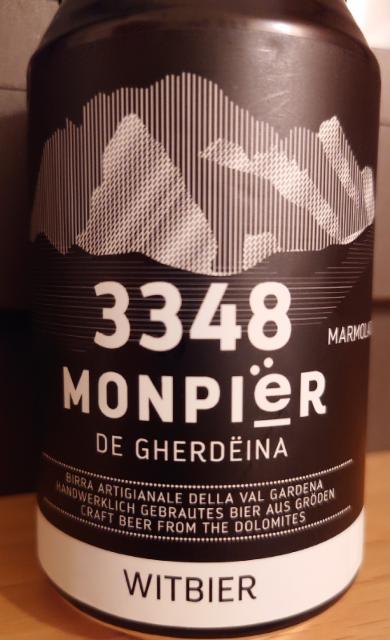 3348
MONPIËR
DE GHERDËINA
BIRRA ARTIGIANALE DELLA VAL GARDENA
HANDWERKLICH GEBRAUTES BIER AUS GRÖDEN
CRAFT BEER FROM THE DOLOMITES
WITBIER